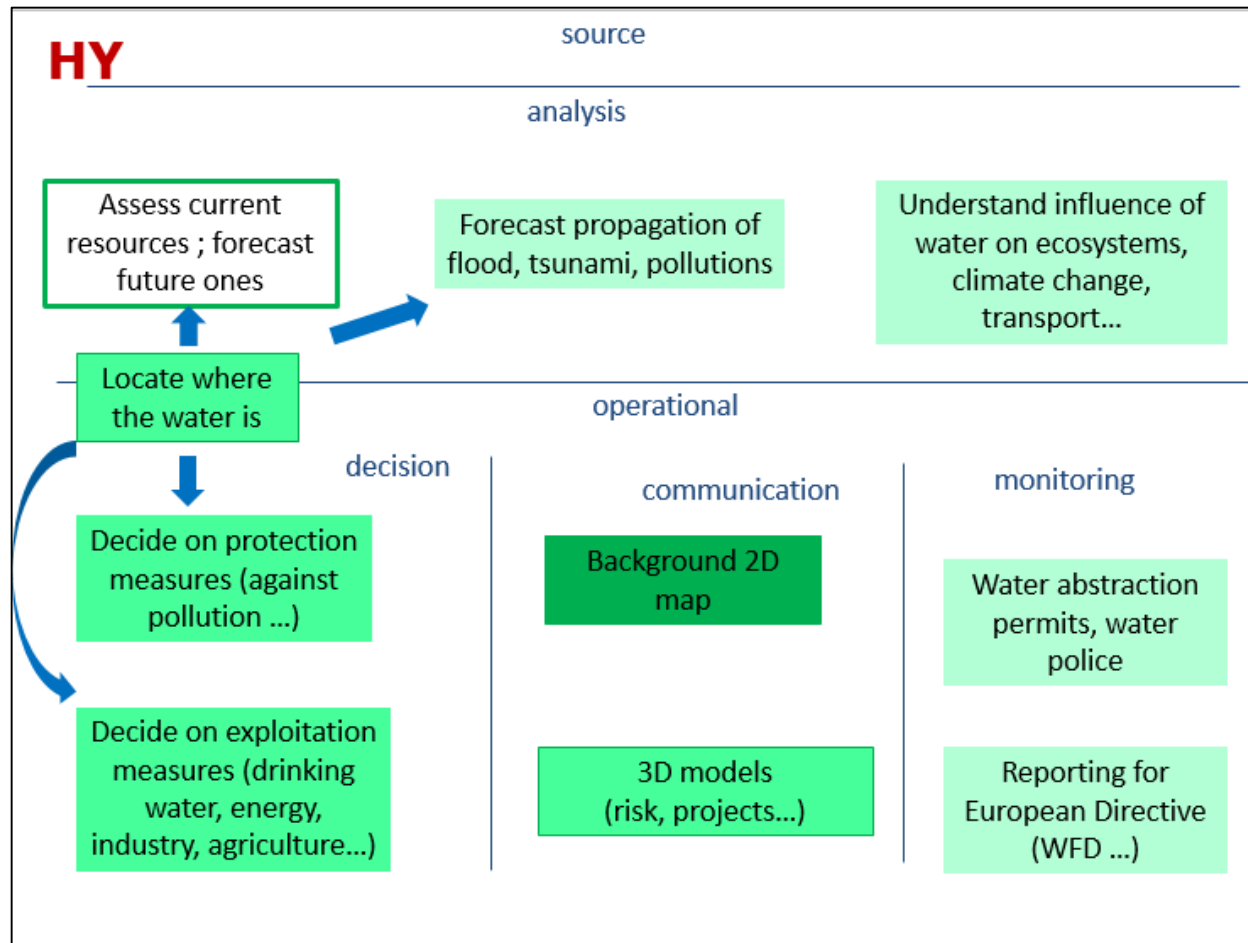 HY
source
analysis
Assess current
resources ; forecast
future ones
Forecast propagation of
flood, tsunami, pollutions
Understand influence of
water on ecosystems,
climate change,
transport...
Locate where
the water is
operational
decision
communication
monitoring
Decide on protection
measures (against
pollution ...)
Background 2D
map
Water abstraction
permits, water
police
Decide on exploitation
measures (drinking
water, energy,
industry, agriculture...)
3D models
(risk, projects...)
Reporting for
European Directive
(WFD ...)